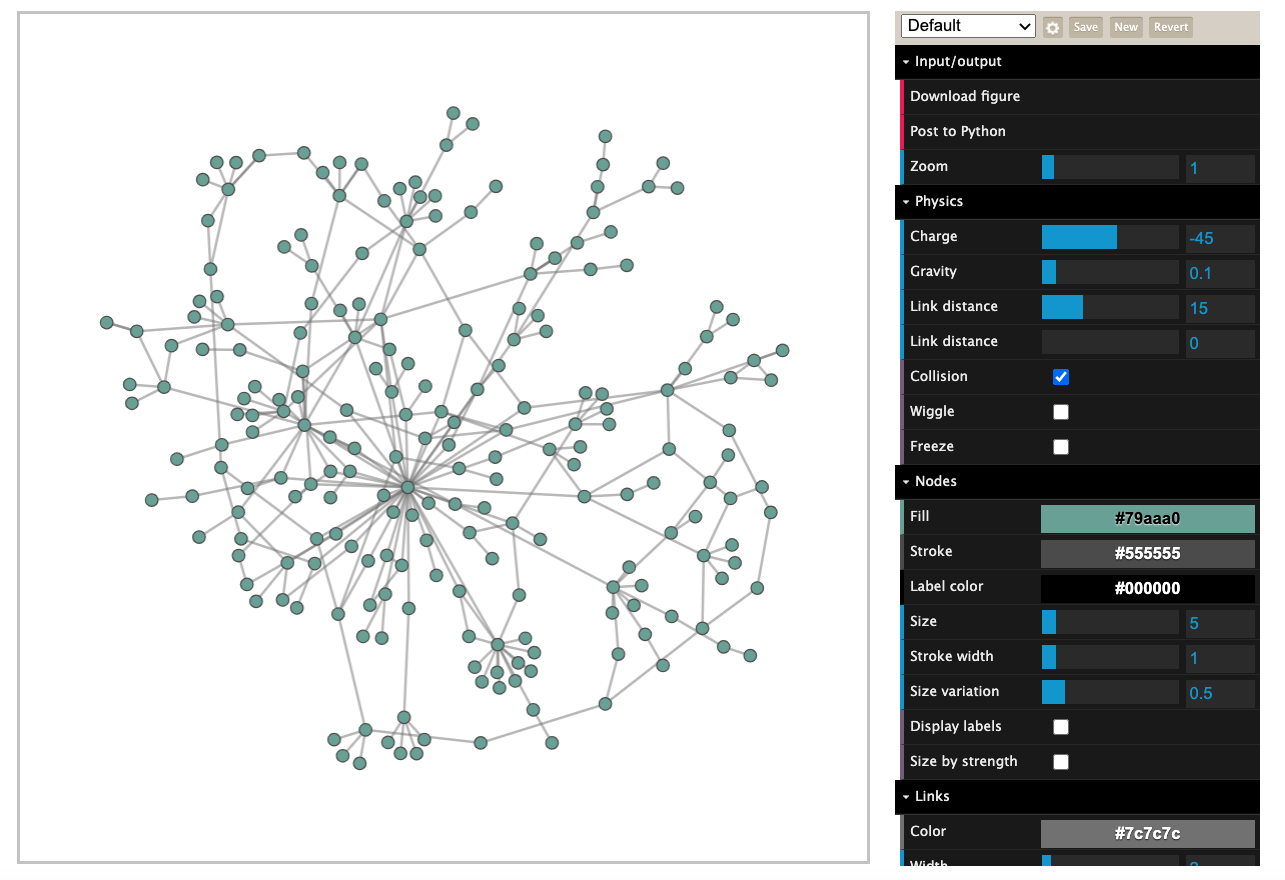 Default Save New Revert
Input/output
Download figure
Post to Python
Zoom 1
Physics
Charge -45
Gravity 0.1
Link distance 15
Link distance 0
Collision
Wiggle
Freeze
Nodes
Fill #79aaa0
Stroke #555555
Label color #000000
Size 5
Stroke width 1
Size variation 0.5
Display labels
Size by strength
Links
Color #7c7c7c
Width